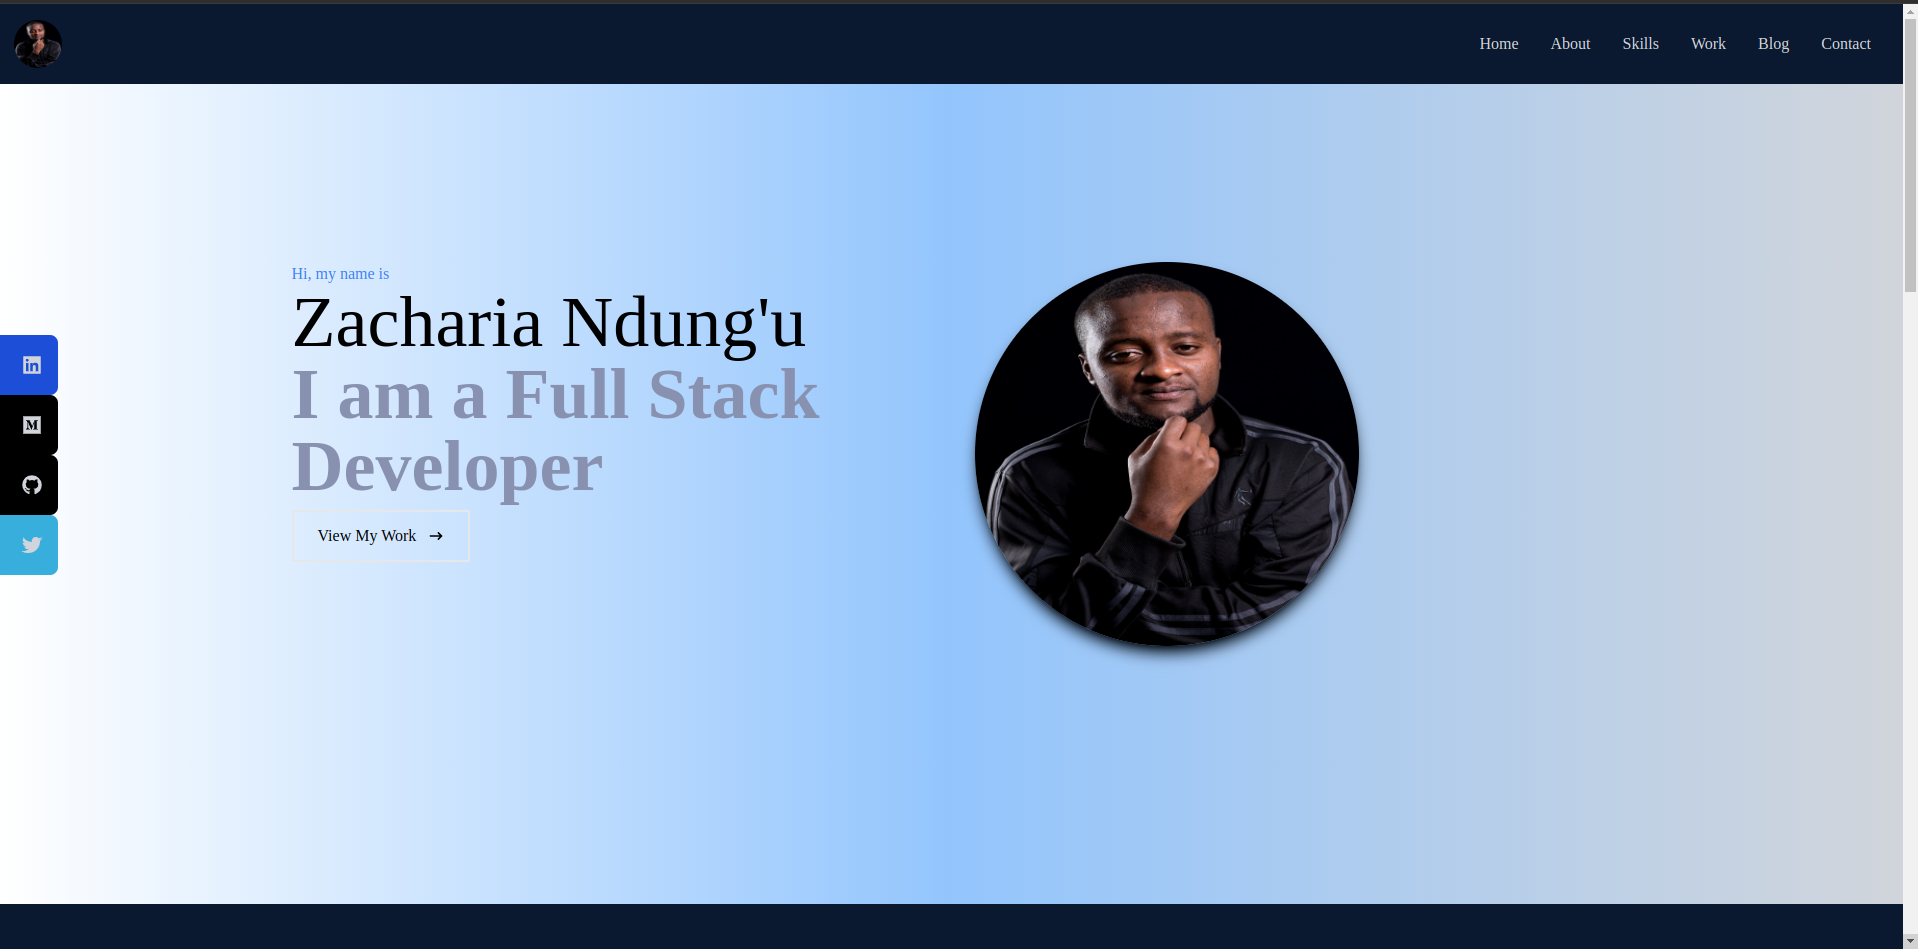 Home About Skills Work Blog Contact
Hi, my name is
Zacharia Ndung'u
I am a Full Stack
Developer
View My Work →
in
M